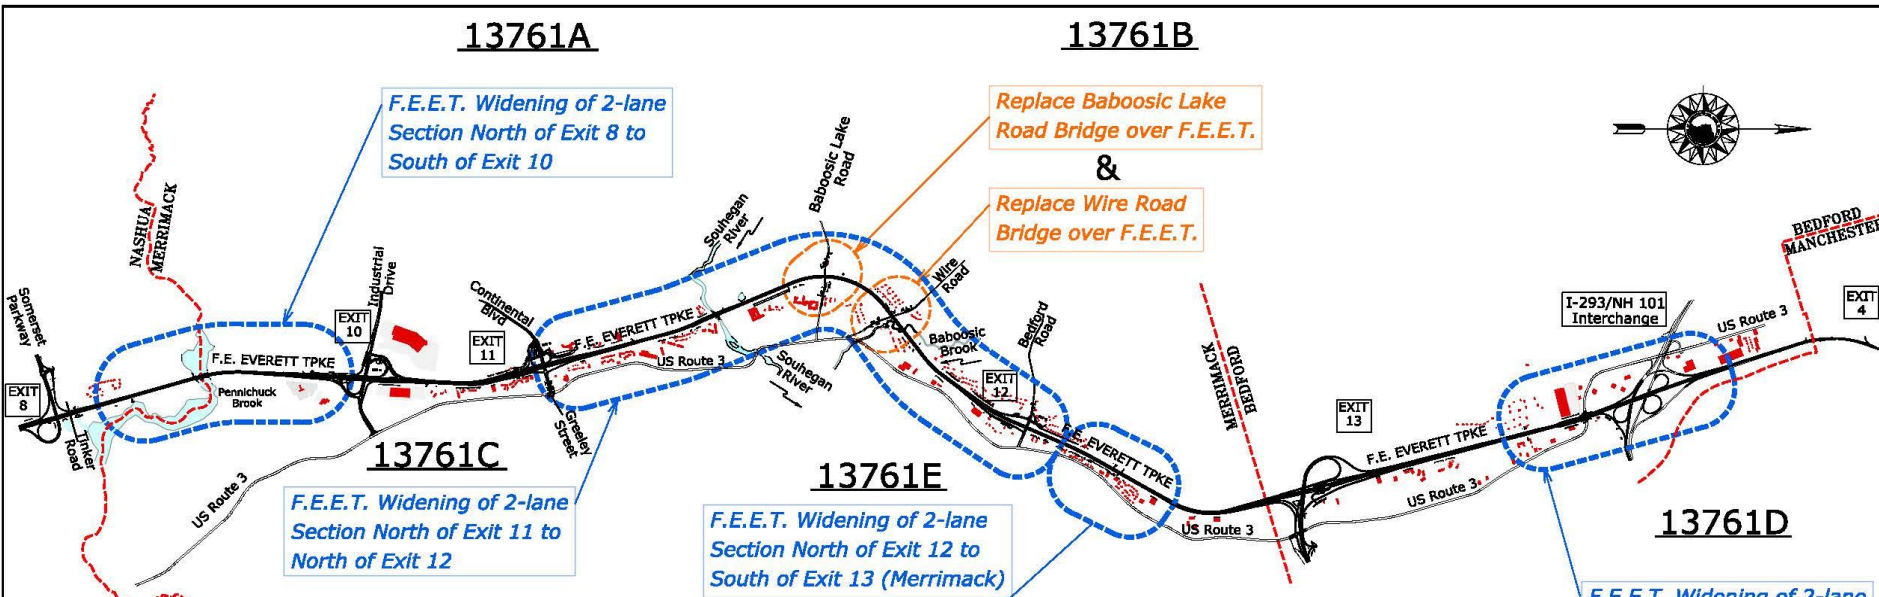 13761A
13761B
F.E.E.T. Widening of 2-lane
Section North of Exit 8 to
South of Exit 10
Replace Baboosic Lake
Road Bridge over F.E.E.T.
&
Replace Wire Road
Bridge over F.E.E.T.
NASHUA
MERRIMACK
Somerset
Parkway
EXIT
8
Tinker
Road
F.E. EVERETT TPKE
Pennichuck
Brook
EXIT
10
Industrial
Drive
Continental
Blvd
EXIT
11
Greeley
Street
F.E. EVERETT TPKE
US Route 3
Souhegan
River
Souhegan
River
Baboosic Lake
Road
Wire
Road
Baboosic
Brook
Bedford
Road
EXIT
12
F.E. EVERETT TPKE
MERRIMACK
BEDFORD
US Route 3
EXIT
13
F.E. EVERETT TPKE
US Route 3
I-293/NH 101
Interchange
US Route 3
BEDFORD
MANCHESTER
EXIT
4
US Route 3
13761C
F.E.E.T. Widening of 2-lane
Section North of Exit 11 to
North of Exit 12
13761E
F.E.E.T. Widening of 2-lane
Section North of Exit 12 to
South of Exit 13 (Merrimack)
13761D
F.E.E.T. Widening of 2-lane